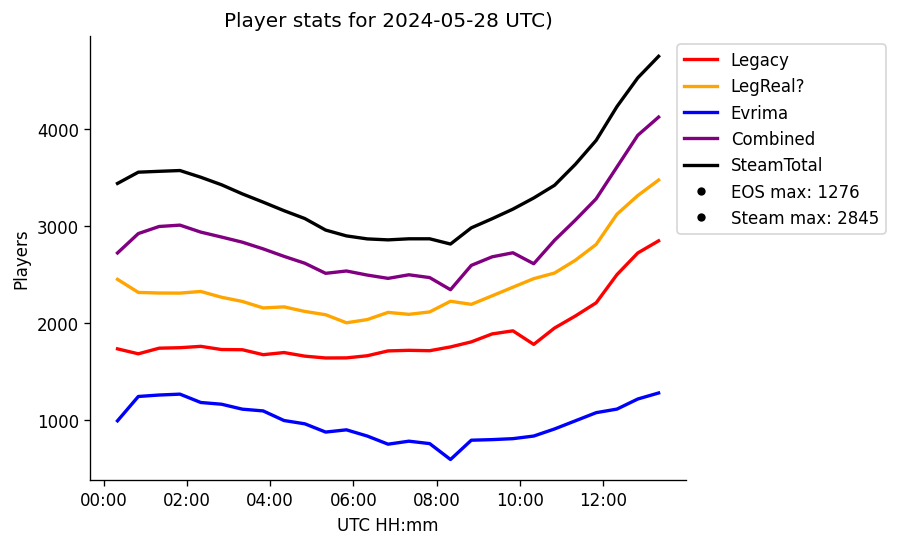 Player stats for 2024-05-28 UTC)
Legacy
LegReal?
Evrima
Combined
SteamTotal
EOS max: 1276
Steam max: 2845
Players
4000
3000
2000
1000
00:00 02:00 04:00 06:00 08:00 10:00 12:00
UTC HH:mm